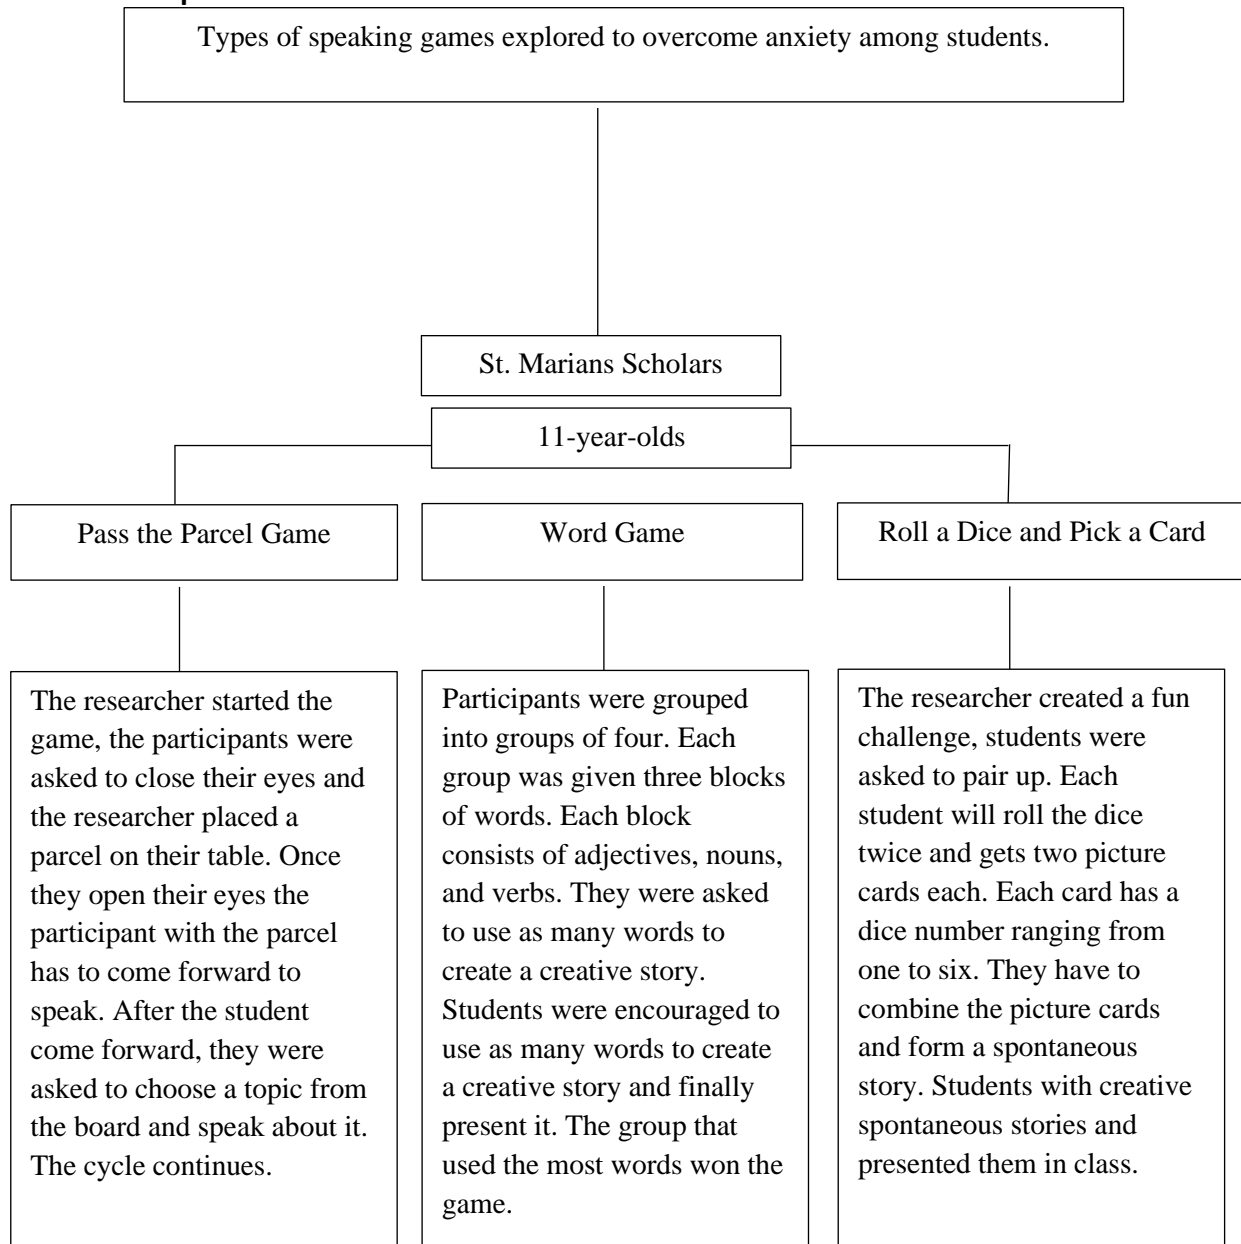 Types of speaking games explored to overcome anxiety among students.
St. Marians Scholars
11-year-olds
Pass the Parcel Game
Word Game
Roll a Dice and Pick a Card
The researcher started the
game, the participants were
asked to close their eyes and
the researcher placed a
parcel on their table. Once
they open their eyes the
participant with the parcel
has to come forward to
speak. After the student
come forward, they were
asked to choose a topic from
the board and speak about it.
The cycle continues.
Participants were grouped
into groups of four. Each
group was given three blocks
of words. Each block
consists of adjectives, nouns,
and verbs. They were asked
to use as many words to
create a creative story.
Students were encouraged to
use as many words to create
a creative story and finally
present it. The group that
used the most words won the
game.
The researcher created a fun
challenge, students were
asked to pair up. Each
student will roll the dice
twice and gets two picture
cards each. Each card has a
dice number ranging from
one to six. They have to
combine the picture cards
and form a spontaneous
story. Students with creative
spontaneous stories and
presented them in class.